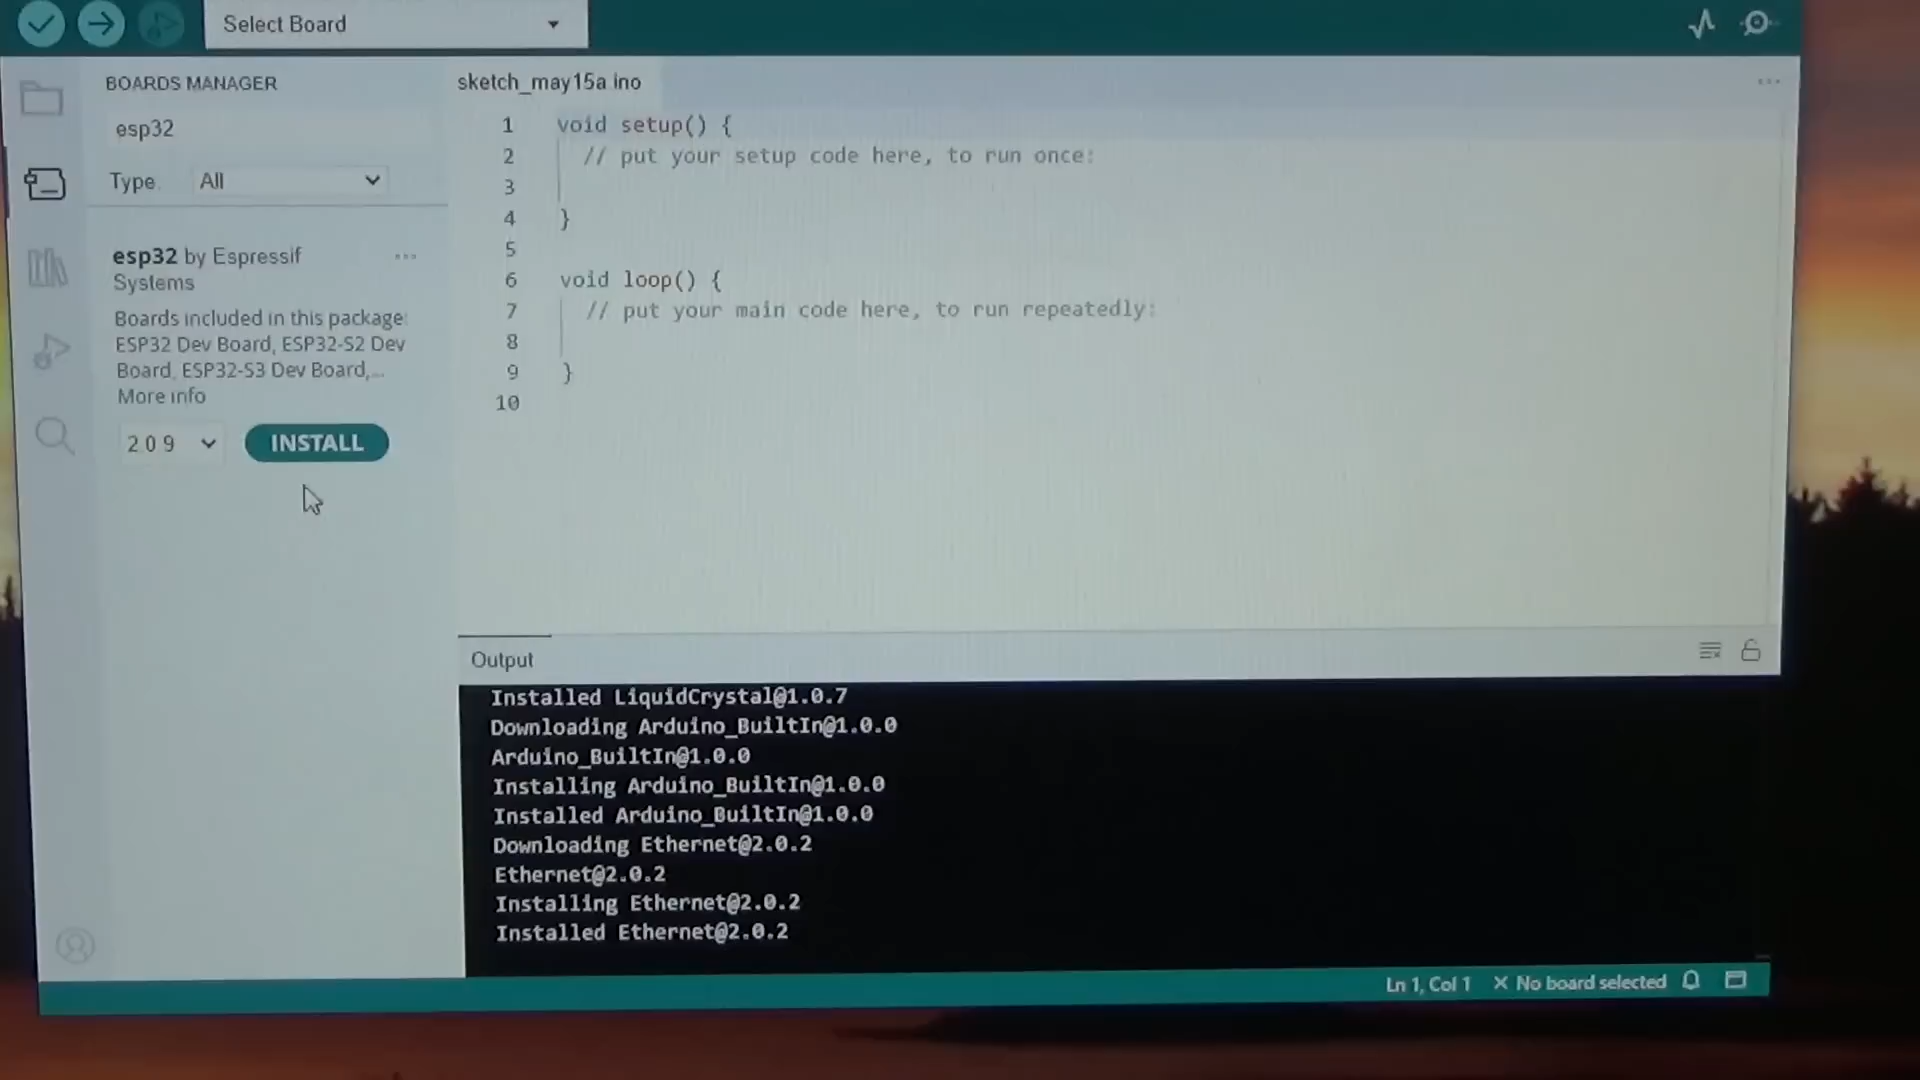 Select Board
BOARDS MANAGER
esp32
Type.
All
esp32 by Espressif
Systems
Boards included in this package:
ESP32 Dev Board, ESP32-S2 Dev
Board, ESP32-S3 Dev Board,...
More info
2.0.9
INSTALL
sketch_may15a.ino
1 void setup() {
2 // put your setup code here, to run once:
3
4 }
5
6 void loop() {
7 // put your main code here, to run repeatedly:
8
9 }
10
Output
Installed LiquidCrystal@1.0.7
Downloading Arduino_BuiltIn@1.0.0
Arduino_BuiltIn@1.0.0
Installing Arduino_BuiltIn@1.0.0
Installed Arduino_BuiltIn@1.0.0
Downloading Ethernet@2.0.2
Ethernet@2.0.2
Installing Ethernet@2.0.2
Installed Ethernet@2.0.2
Ln 1, Col 1 × No board selected